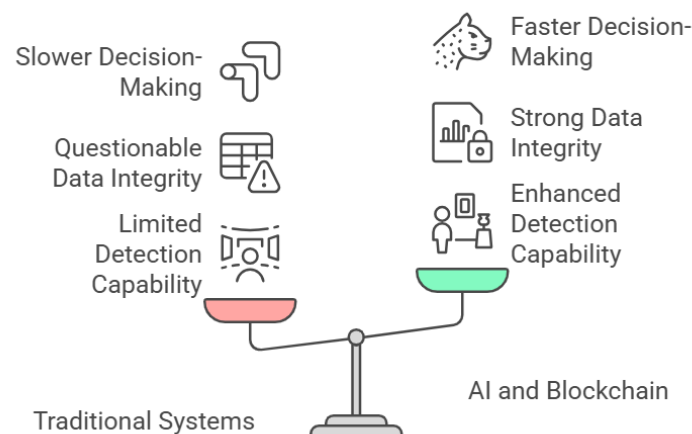 Slower Decision-
Making
Questionable
Data Integrity
Limited
Detection
Capability
Faster Decision-
Making
Strong Data
Integrity
Enhanced
Detection
Capability
Traditional Systems
AI and Blockchain